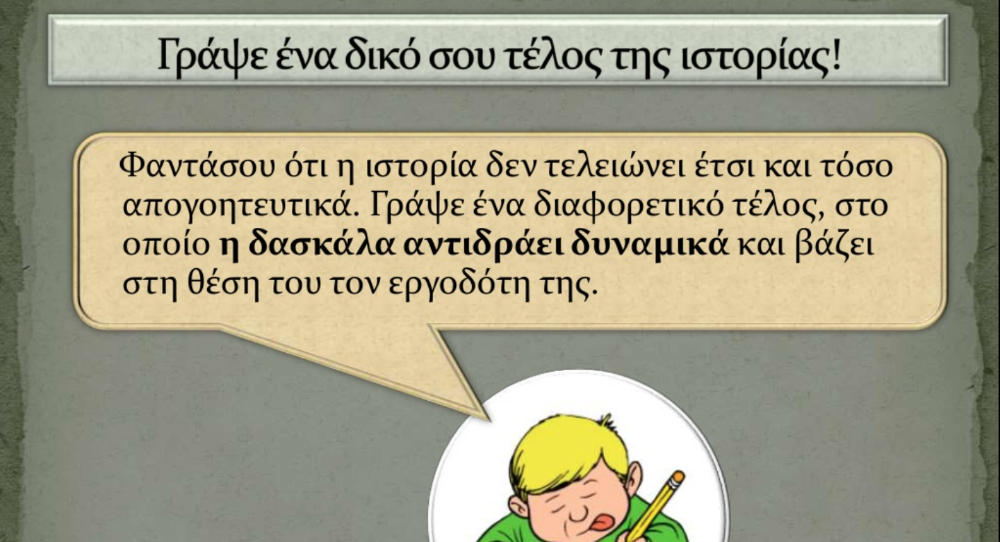 Γράψε ένα δικό σου τέλος της ιστορίας!
Φαντάσου ότι η ιστορία δεν τελειώνει έτσι και τόσο
απογοητευτικά. Γράψε ένα διαφορετικό τέλος, στο
οποίο η δασκάλα αντιδράει δυναμικά και βάζει
στη θέση του τον εργοδότη της.